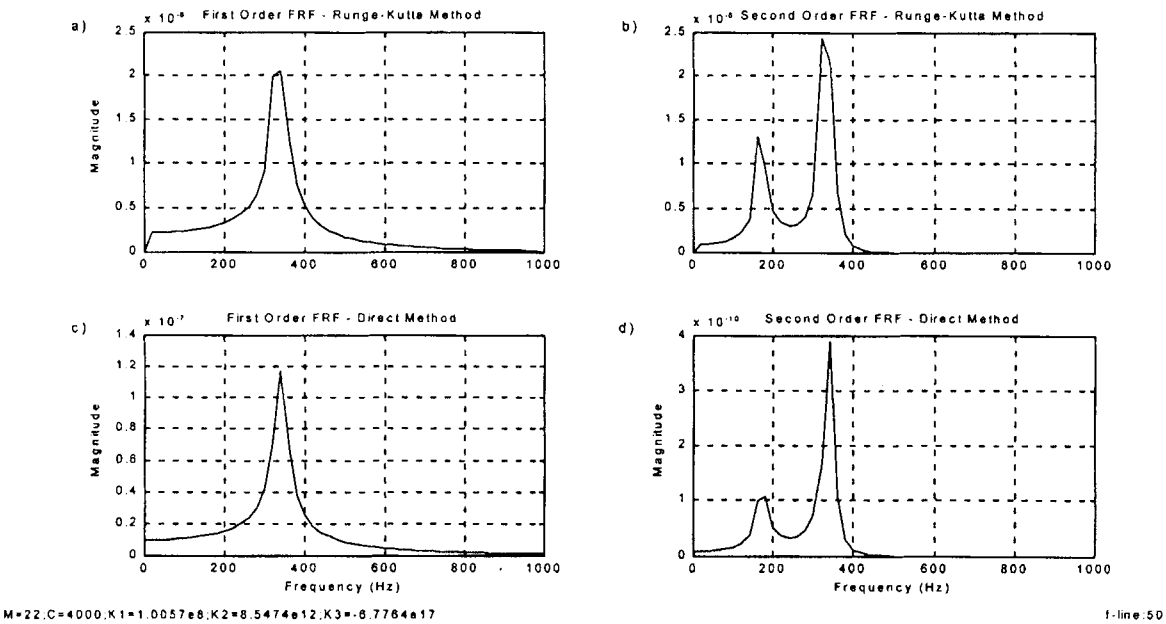 a)
x 10⁻⁶ First Order FRF - Runge-Kutta Method
2.5
2
1.5
1
0.5
0
Magnitude
0 200 400 600 800 1000
b)
x 10⁻⁶ Second Order FRF - Runge-Kutta Method
2.5
2
1.5
1
0.5
0
0 200 400 600 800 1000
c)
x 10⁻⁷ First Order FRF - Direct Method
1.4
1.2
1
0.8
0.6
0.4
0.2
0
Magnitude
0 200 400 600 800 1000
Frequency (Hz)
d)
x 10⁻¹⁰ Second Order FRF - Direct Method
4
3
2
1
0
Magnitude
0 200 400 600 800 1000
Frequency (Hz)
M=22;C=4000;K1=1.0057e8;K2=8.5474e12;K3=-6.7764e17
f-line:50